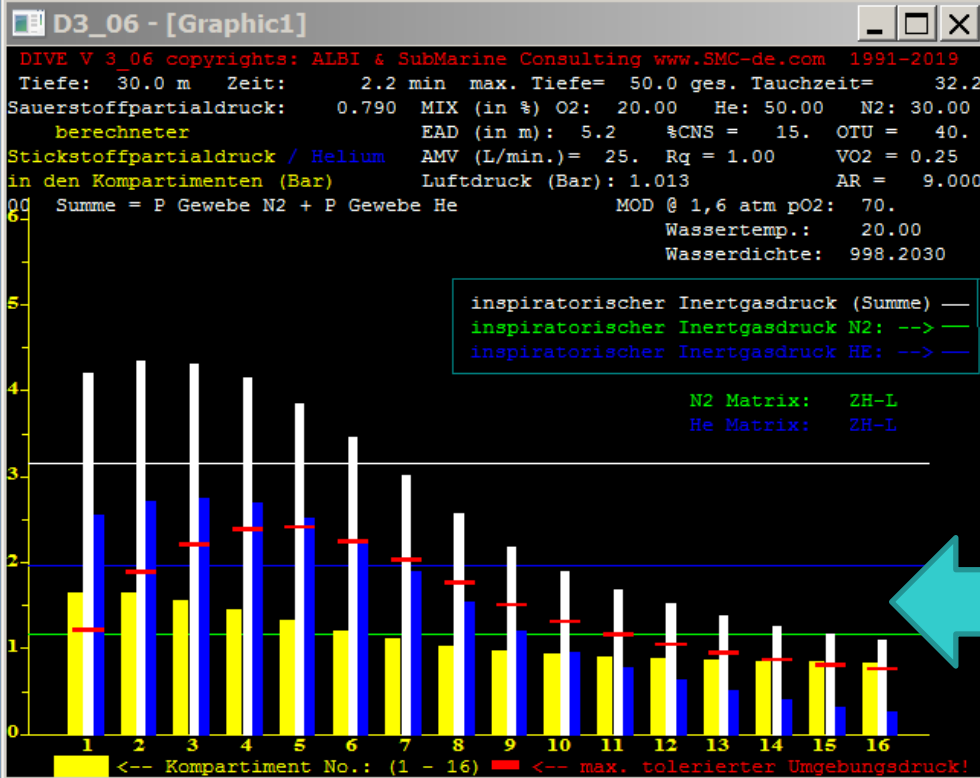 D3_06 - [Graphic1]
DIVE V 3_06 copyrights: ALBI & SubMarine Consulting www.SMC-de.com 1991-2019
Tiefe: 30.0 m Zeit: 2.2 min max. Tiefe= 50.0 ges. Tauchzeit= 32.2
Sauerstoffpartialdruck: 0.790 MIX (in %) O2: 20.00 He: 50.00 N2: 30.00
berechneter EAD (in m): 5.2 %CNS = 15. OTU = 40.
Stickstoffpartialdruck / Helium AMV (L/min.)= 25. Rq = 1.00 VO2 = 0.25
in den Kompartimenten (Bar) Luftdruck (Bar): 1.013 AR = 9.000
00 Summe = P Gewebe N2 + P Gewebe He MOD @ 1,6 atm pO2: 70.
6
Wassertemp.: 20.00
Wasserdichte: 998.2030
inspiratorischer Inertgasdruck (Summe)
5
inspiratorischer Inertgasdruck N2: -->
inspiratorischer Inertgasdruck HE: -->
4
N2 Matrix: ZH-L
He Matrix: ZH-L
3
2
1
0
1 2 3 4 5 6 7 8 9 10 11 12 13 14 15 16
<-- Kompartiment No.: (1 - 16) <-- max. tolerierter Umgebungsdruck!